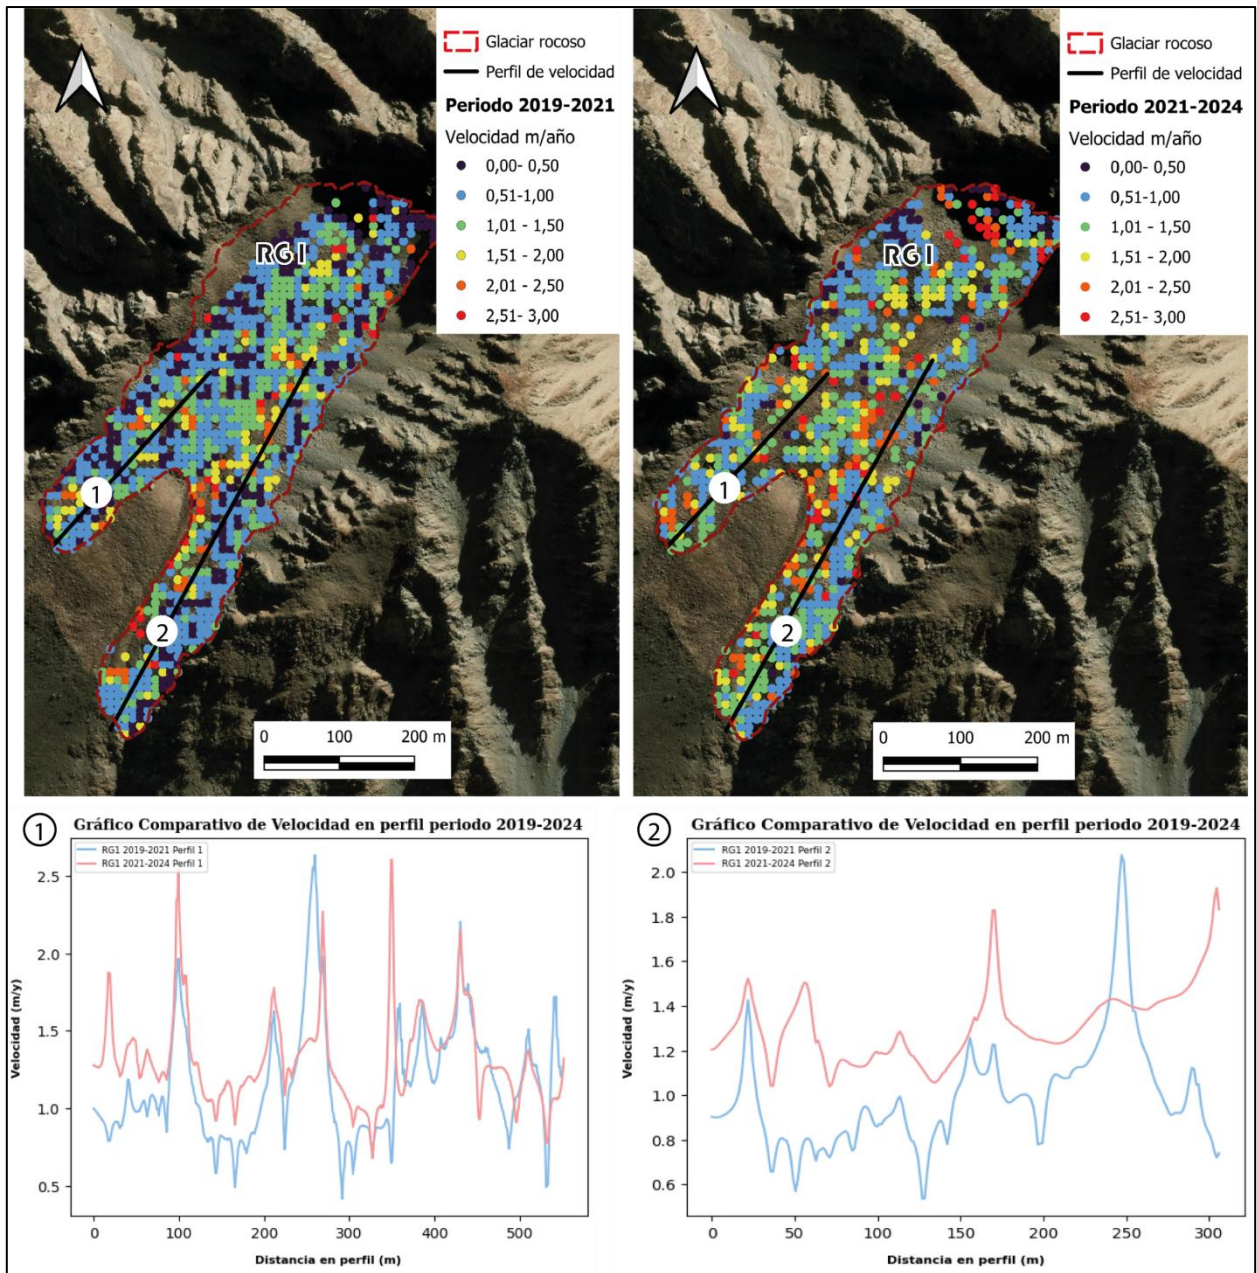 Glaciar rocoso
Perfil de velocidad
Periodo 2019-2021
Velocidad m/año
0,00- 0,50
0,51-1,00
1,01 - 1,50
1,51 - 2,00
2,01 - 2,50
2,51- 3,00
RG1
1
2
0 100 200 m
Glaciar rocoso
Perfil de velocidad
Periodo 2021-2024
Velocidad m/año
0,00- 0,50
0,51-1,00
1,01 - 1,50
1,51 - 2,00
2,01 - 2,50
2,51- 3,00
RG1
1
2
0 100 200 m
1
Gráfico Comparativo de Velocidad en perfil periodo 2019-2024
RG1 2019-2021 Perfil 1
RG1 2021-2024 Perfil 1
2.5
2.0
1.5
1.0
0.5
Velocidad (m/y)
0 100 200 300 400 500
Distancia en perfil (m)
2
Gráfico Comparativo de Velocidad en perfil periodo 2019-2024
RG1 2019-2021 Perfil 2
RG1 2021-2024 Perfil 2
2.0
1.8
1.6
1.4
1.2
1.0
0.8
0.6
Velocidad (m/y)
0 50 100 150 200 250 300
Distancia en perfil (m)